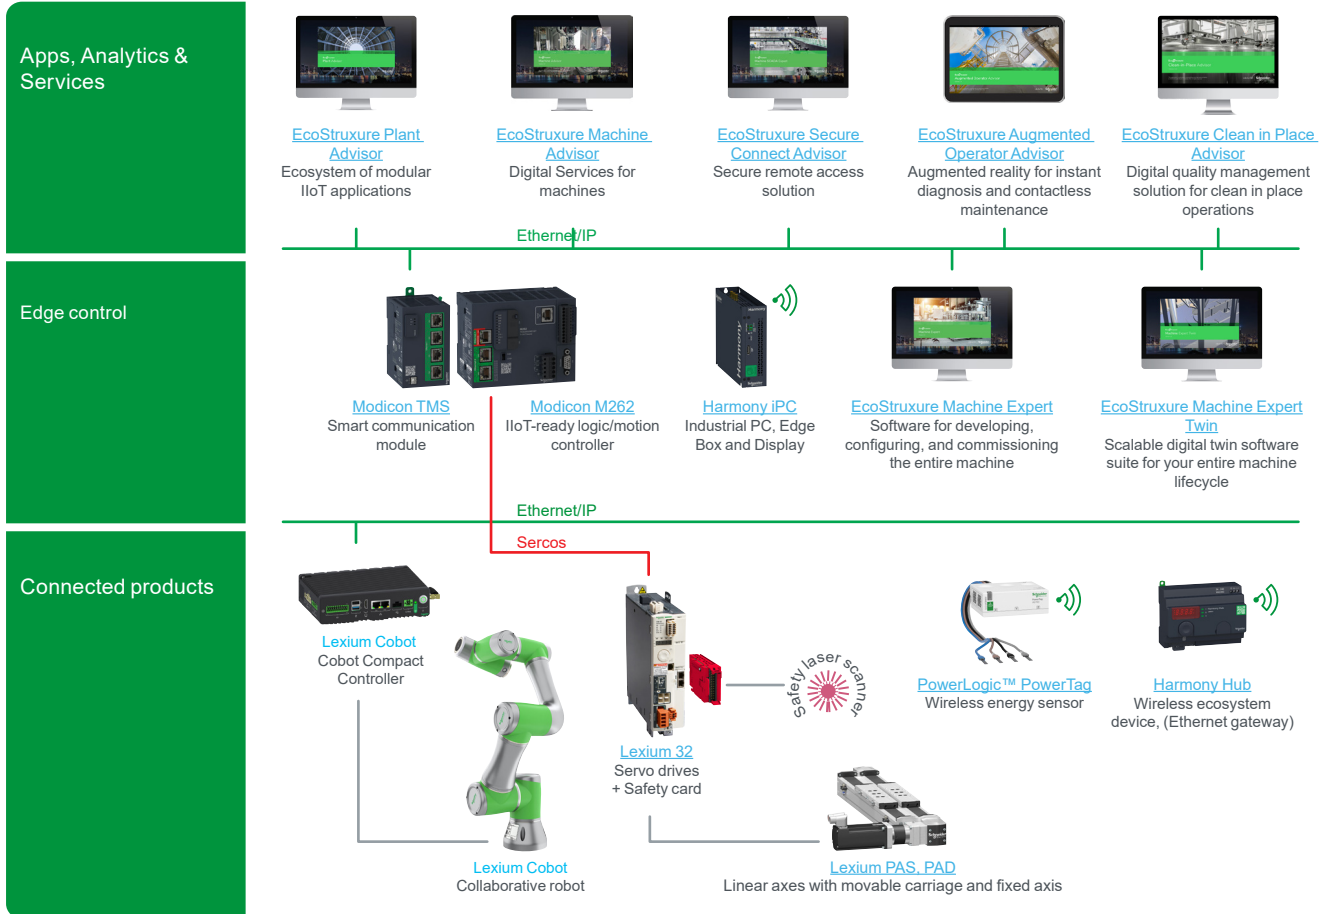 Apps, Analytics &
Services
EcoStruxure Plant
Advisor
Ecosystem of modular
IIoT applications
EcoStruxure Machine
Advisor
Digital Services for
machines
EcoStruxure Secure
Connect Advisor
Secure remote access
solution
EcoStruxure Augmented
Operator Advisor
Augmented reality for instant
diagnosis and contactless
maintenance
EcoStruxure Clean in Place
Advisor
Digital quality management
solution for clean in place
operations
Ethernet/IP
Edge control
Harmony
Modicon TMS
Smart communication
module
Modicon M262
IIoT-ready logic/motion
controller
Harmony iPC
Industrial PC, Edge
Box and Display
EcoStruxure Machine Expert
Software for developing,
configuring, and commissioning
the entire machine
EcoStruxure Machine Expert
Twin
Scalable digital twin software
suite for your entire machine
lifecycle
Ethernet/IP
Sercos
Connected products
Lexium Cobot
Cobot Compact
Controller
Safety laser scanner
PowerLogic™ PowerTag
Wireless energy sensor
Harmony Hub
Wireless ecosystem
device, (Ethernet gateway)
Lexium 32
Servo drives
+ Safety card
Lexium Cobot
Collaborative robot
Lexium PAS, PAD
Linear axes with movable carriage and fixed axis